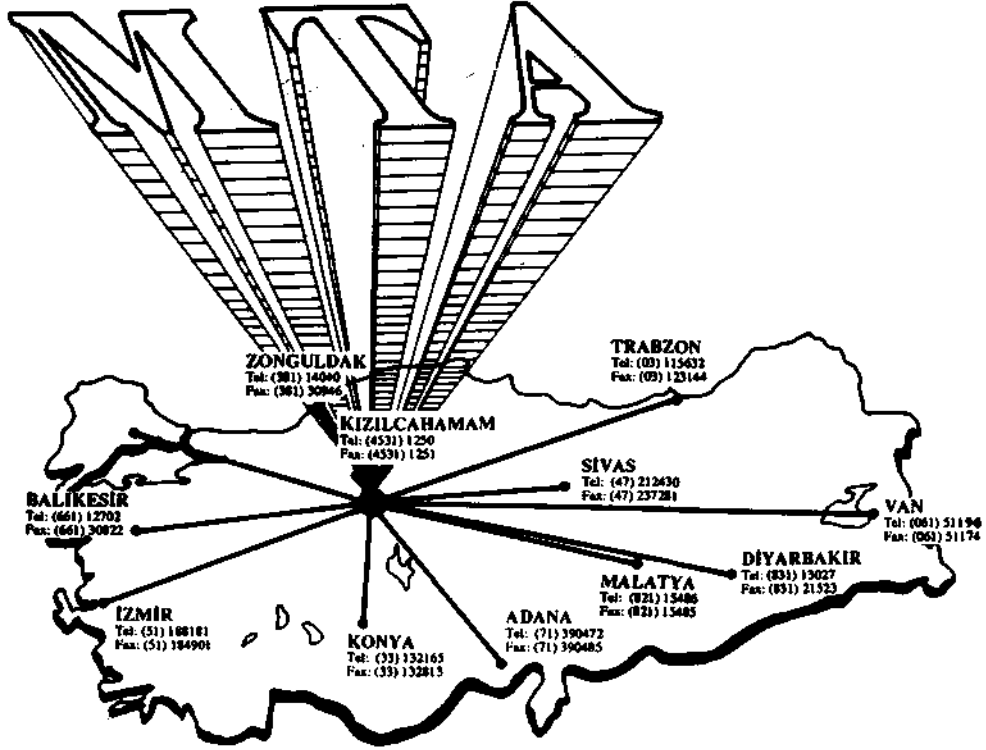 MTA
ZONGULDAK
Tel: (381) 14040
Fax: (381) 30846
TRABZON
Tel: (03) 115632
Fax: (03) 123144
KIZILCAHAMAM
Tel: (4531) 1250
Fax: (4531) 1251
SİVAS
Tel: (47) 212430
Fax: (47) 237281
BALIKESİR
Tel: (661) 12702
Fax: (661) 30822
VAN
Tel: (061) 51196
Fax: (061) 51174
DİYARBAKIR
Tel: (831) 13027
Fax: (831) 21523
MALATYA
Tel: (821) 15486
Fax: (821) 15485
İZMİR
Tel: (51) 188181
Fax: (51) 184901
ADANA
Tel: (71) 390472
Fax: (71) 390485
KONYA
Tel: (33) 132165
Fax: (33) 132813